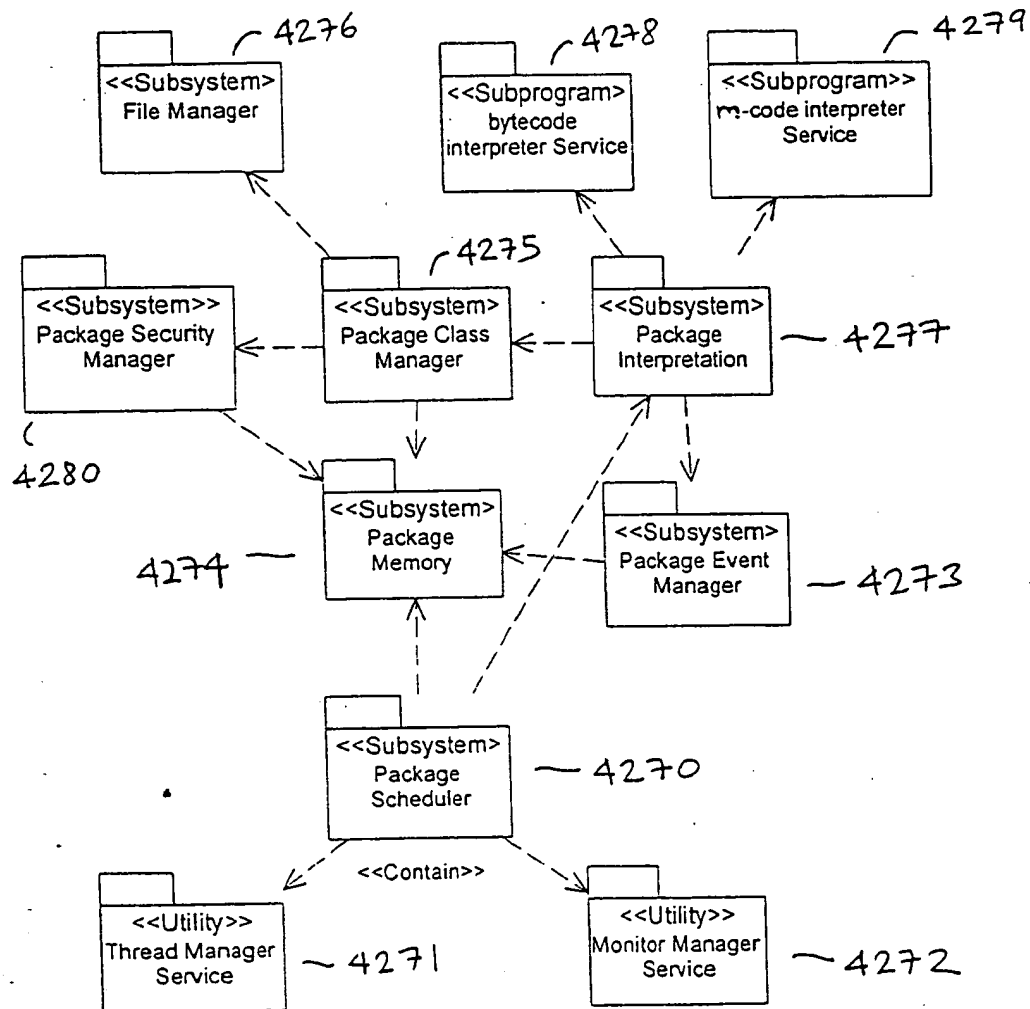 4276
4278
4279
<<Subsystem>
File Manager
<<Subprogram>
bytecode
interpreter Service
<<Subprogram>>
m-code interpreter
Service
4275
<<Subsystem>>
Package Security
Manager
<<Subsystem>
Package Class
Manager
<<Subsystem>
Package
Interpretation
4277
4280
<<Subsystem>
Package
Memory
4274
<<Subsystem>
Package Event
Manager
4273
<<Subsystem>
Package
Scheduler
4270
<<Contain>>
<<Utility>>
Thread Manager
Service
4271
<<Utility>>
Monitor Manager
Service
4272